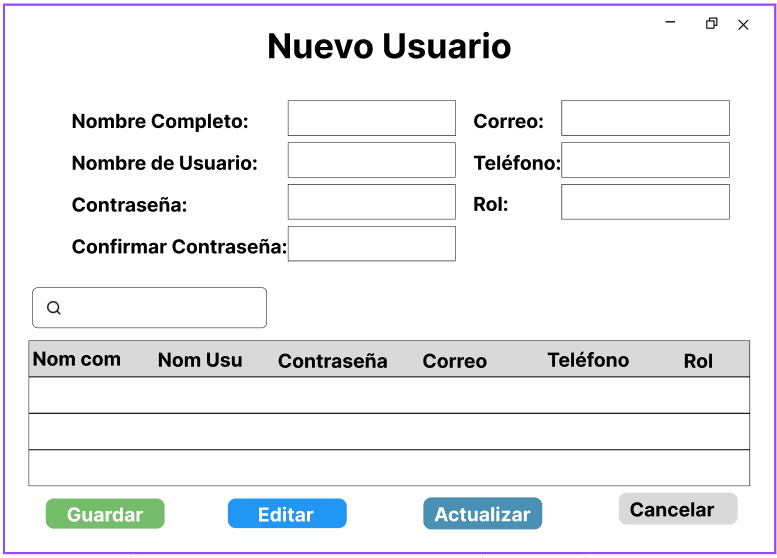 Nuevo Usuario
Nombre Completo:
Correo:
Nombre de Usuario:
Teléfono:
Contraseña:
Rol:
Confirmar Contraseña:
Nom com Nom Usu Contraseña Correo Teléfono Rol
Guardar Editar Actualizar Cancelar